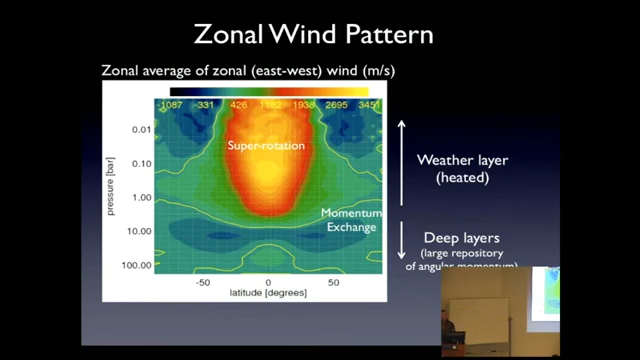 Zonal Wind Pattern
Zonal average of zonal (east-west) wind (m/s)
-1087 -331 426 1182 1938 2695 3451
0.01
0.10
1.00
10.00
100.00
pressure [bar]
Super-rotation
Momentum
Exchange
-50 0 50
latitude [degrees]
Weather layer
(heated)
Deep layers
(large repository
of angular momentum)